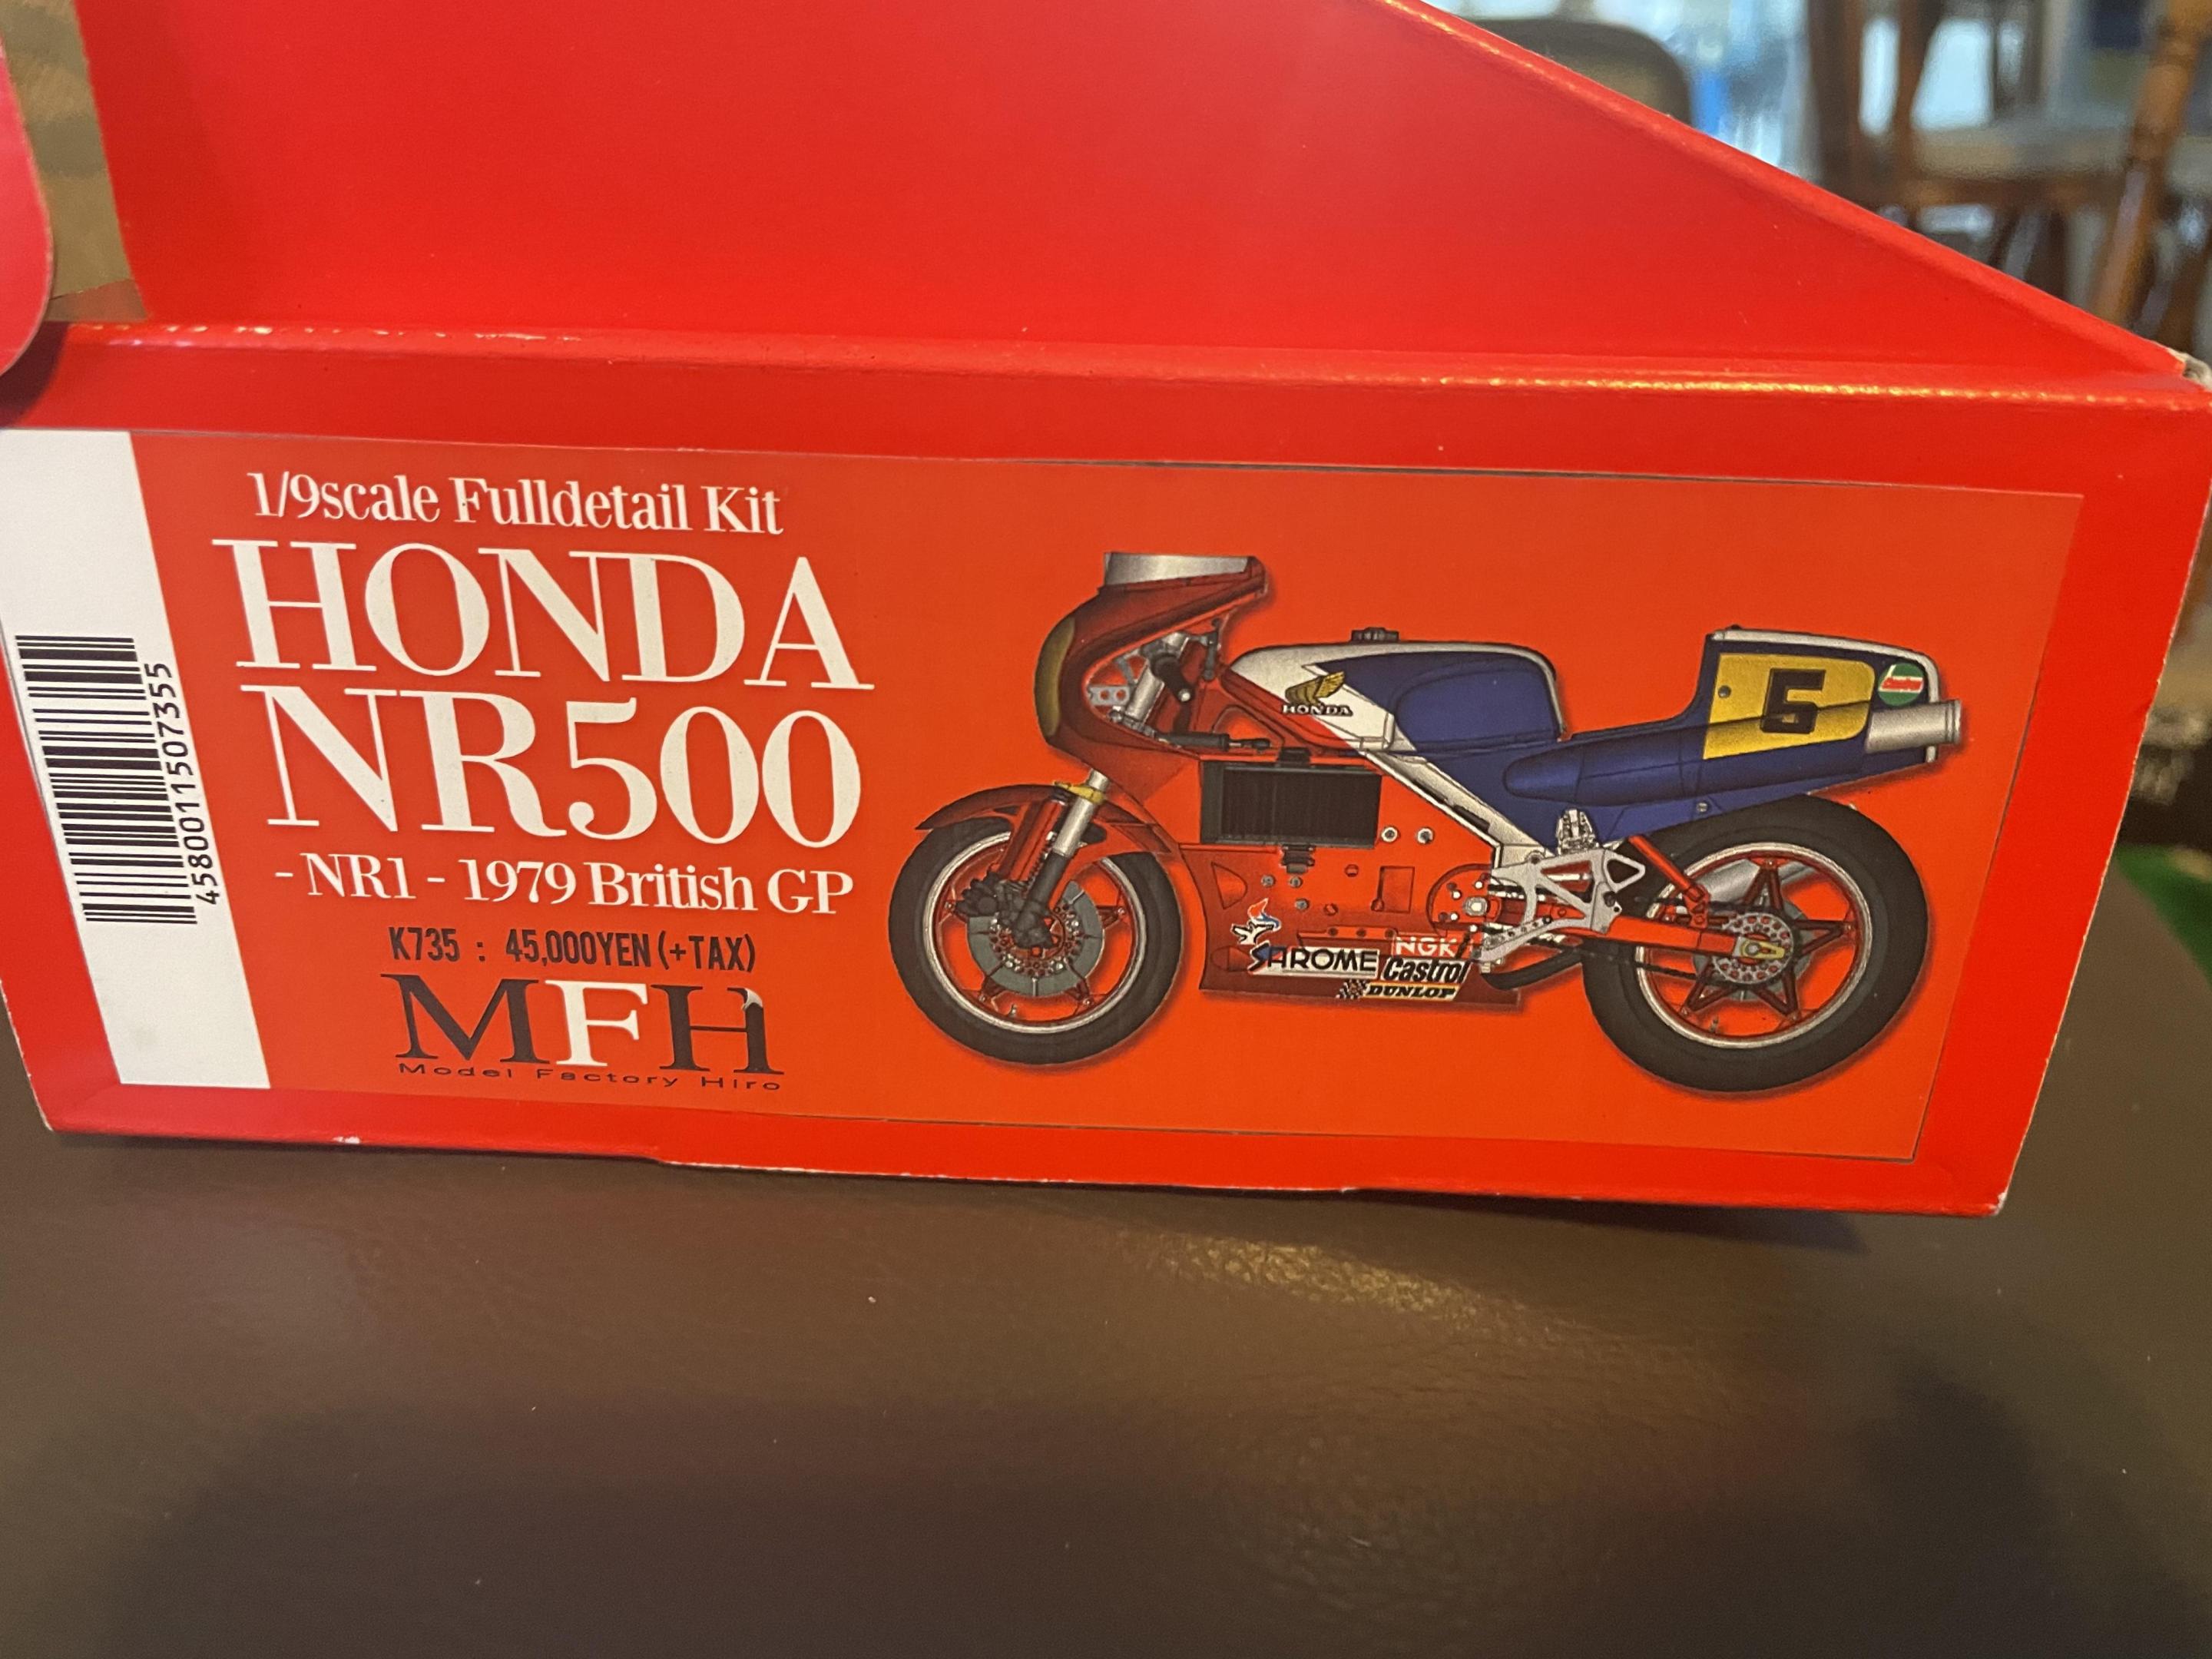 1/9scale Fulldetail Kit
HONDA
NR500
- NR1 - 1979 British GP
K735 : 45,000YEN (+TAX)
MFH
Model Factory Hiro
4580011507355
HONDA
5
Castrol
NGK
Castrol
DUNLOP